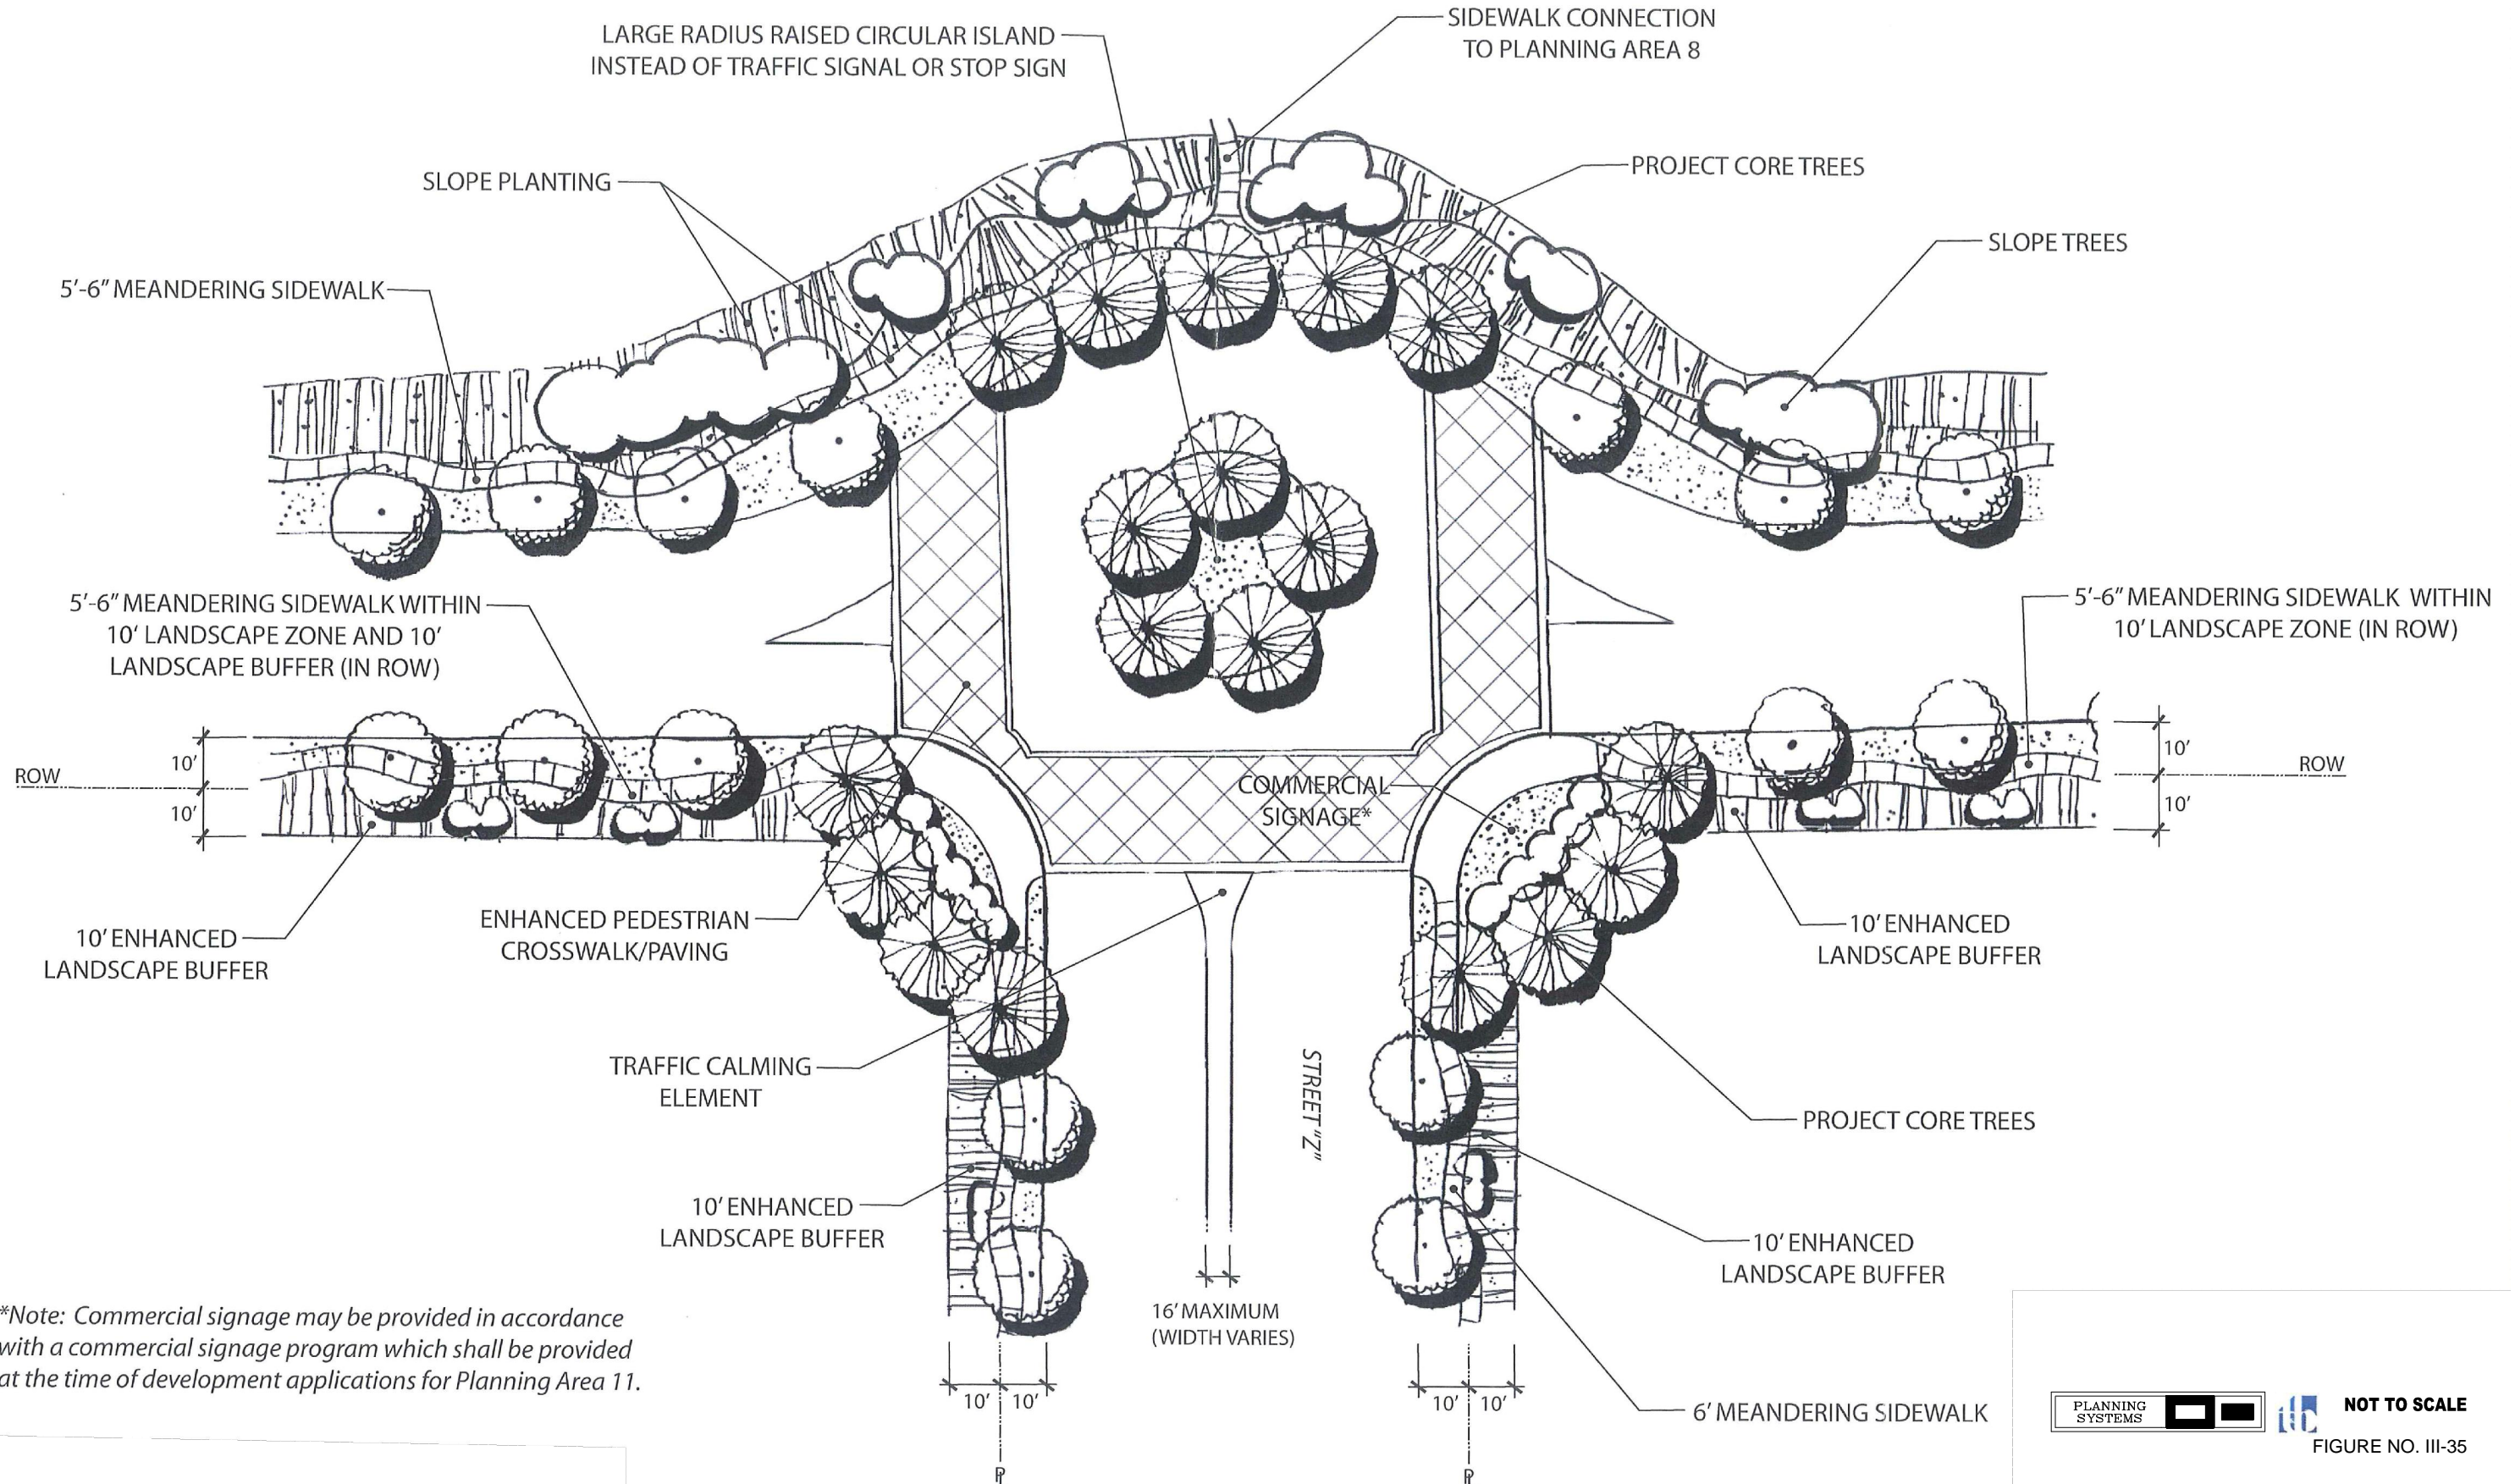 LARGE RADIUS RAISED CIRCULAR ISLAND
INSTEAD OF TRAFFIC SIGNAL OR STOP SIGN
SIDEWALK CONNECTION
TO PLANNING AREA 8
SLOPE PLANTING
PROJECT CORE TREES
SLOPE TREES
5'-6" MEANDERING SIDEWALK
5'-6" MEANDERING SIDEWALK WITHIN
10' LANDSCAPE ZONE AND 10'
LANDSCAPE BUFFER (IN ROW)
5'-6" MEANDERING SIDEWALK WITHIN
10' LANDSCAPE ZONE (IN ROW)
10'
ROW
10'
10'
ROW
10'
COMMERCIAL
SIGNAGE*
10' ENHANCED
LANDSCAPE BUFFER
ENHANCED PEDESTRIAN
CROSSWALK/PAVING
10' ENHANCED
LANDSCAPE BUFFER
TRAFFIC CALMING
ELEMENT
STREET "Z"
PROJECT CORE TREES
10' ENHANCED
LANDSCAPE BUFFER
10' ENHANCED
LANDSCAPE BUFFER
16' MAXIMUM
(WIDTH VARIES)
*Note: Commercial signage may be provided in accordance
with a commercial signage program which shall be provided
at the time of development applications for Planning Area 11.
10' 10'
10' 10'
6' MEANDERING SIDEWALK
PLANNING
SYSTEMS
NOT TO SCALE
FIGURE NO. III-35